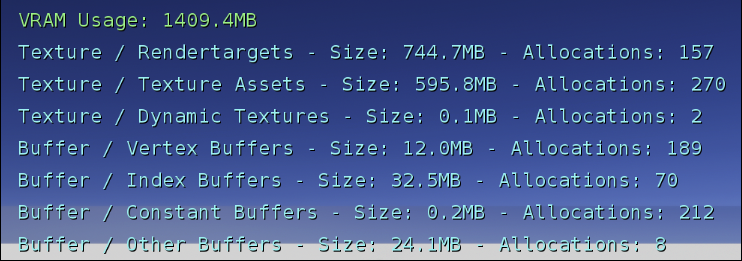 VRAM Usage: 1409.4MB
Texture / Rendertargets - Size: 744.7MB - Allocations: 157
Texture / Texture Assets - Size: 595.8MB - Allocations: 270
Texture / Dynamic Textures - Size: 0.1MB - Allocations: 2
Buffer / Vertex Buffers - Size: 12.0MB - Allocations: 189
Buffer / Index Buffers - Size: 32.5MB - Allocations: 70
Buffer / Constant Buffers - Size: 0.2MB - Allocations: 212
Buffer / Other Buffers - Size: 24.1MB - Allocations: 8